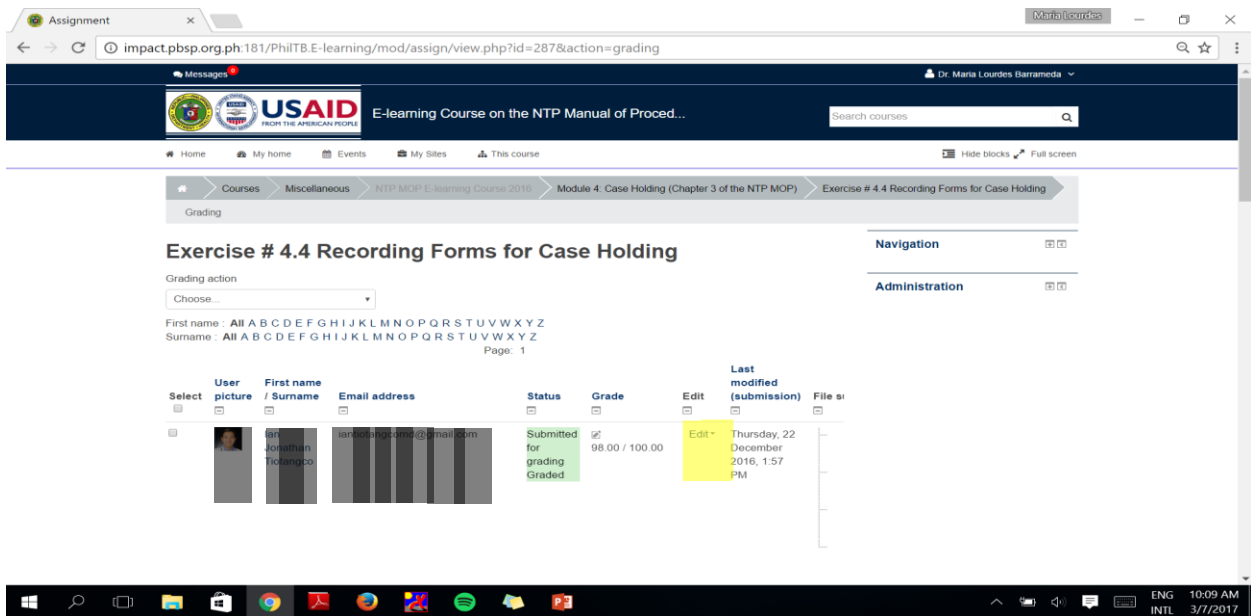 Assignment
Maria Lourdes
impact.pbsp.org.ph:181/PhilTB.E-learning/mod/assign/view.php?id=287&action=grading
Messages 0
Dr. Maria Lourdes Barrameda
USAID
FROM THE AMERICAN PEOPLE
E-learning Course on the NTP Manual of Proced...
Search courses
Home My home Events My Sites This course
Hide blocks Full screen
Courses Miscellaneous NTP MOP E-learning Course 2016 Module 4: Case Holding (Chapter 3 of the NTP MOP) Exercise # 4.4 Recording Forms for Case Holding
Grading
Exercise # 4.4 Recording Forms for Case Holding
Navigation
Administration
Grading action
Choose...
First name : All A B C D E F G H I J K L M N O P Q R S T U V W X Y Z
Surname : All A B C D E F G H I J K L M N O P Q R S T U V W X Y Z
Page: 1
Select
User
picture
First name
/ Surname
Email address
Status
Grade
Edit
Last
modified
(submission)
File su
Submitted
for
grading
Graded
98.00 / 100.00
Edit
Thursday, 22
December
2016, 1:57
PM
ENG
INTL
10:09 AM
3/7/2017